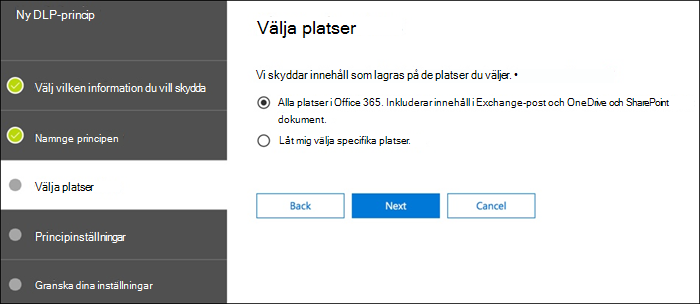 Ny DLP-princip
Välja platser
Vi skyddar innehåll som lagras på de platser du väljer. •
Välj vilken information du vill skydda
Alla platser i Office 365. Inkluderar innehåll i Exchange-post och OneDrive och SharePoint
dokument.
Namnge principen
Låt mig välja specifika platser.
Välja platser
Back
Next
Cancel
Principinställningar
Granska dina inställningar